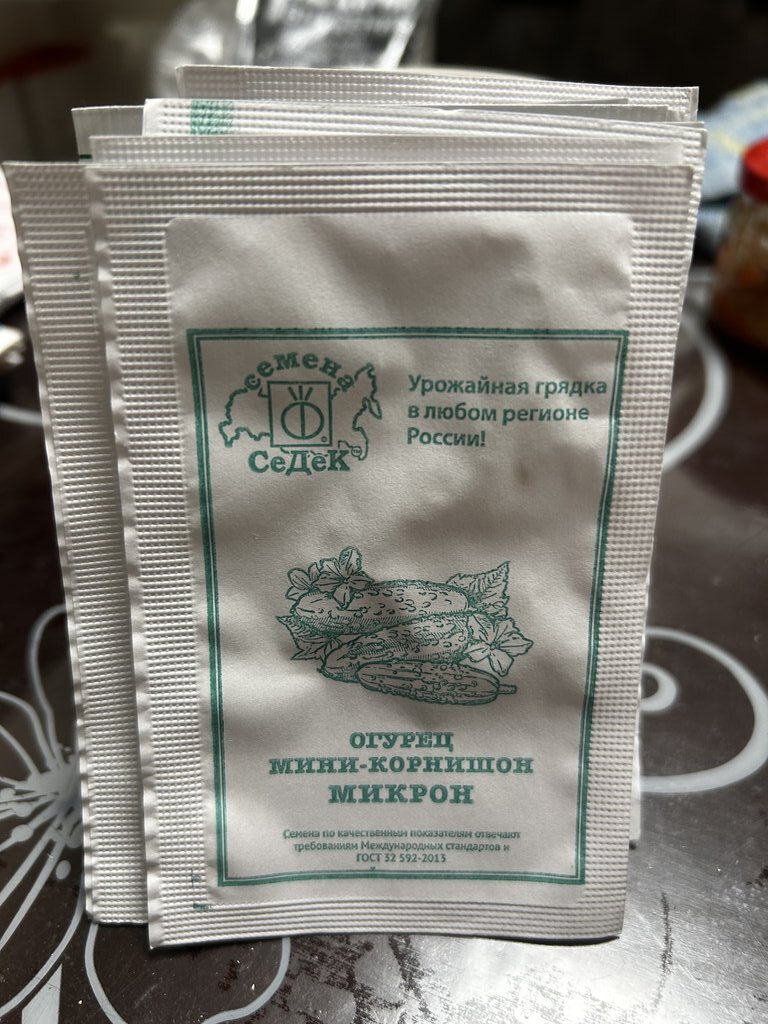 семена
СеДеК™
Урожайная грядка
в любом регионе
России!
ОГУРЕЦ
МИНИ-КОРНИШОН
МИКРОН
Семена по качественным показателям отвечают
требованиям Международных стандартов и
ГОСТ 32 592-2013